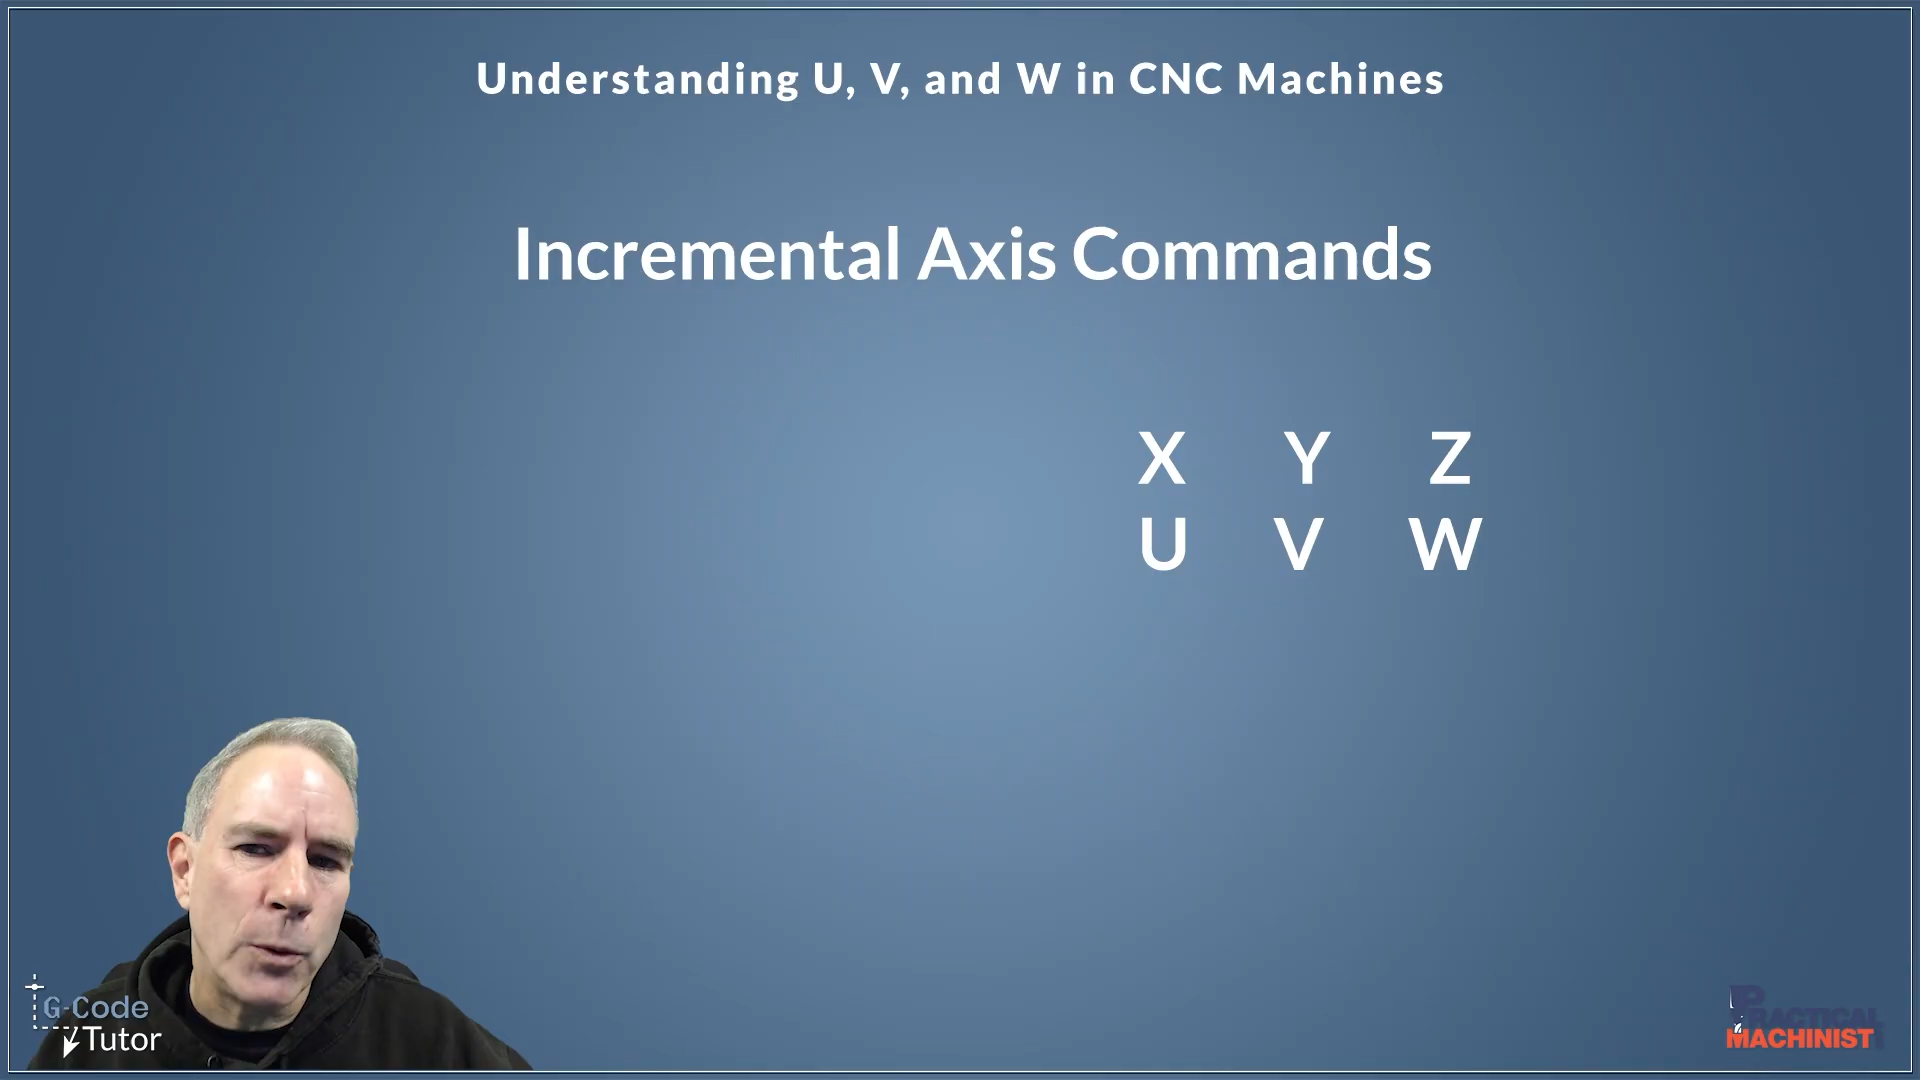 Understanding U, V, and W in CNC Machines
Incremental Axis Commands
X Y Z
U V W
G-Code
Tutor
PRACTICAL
MACHINIST